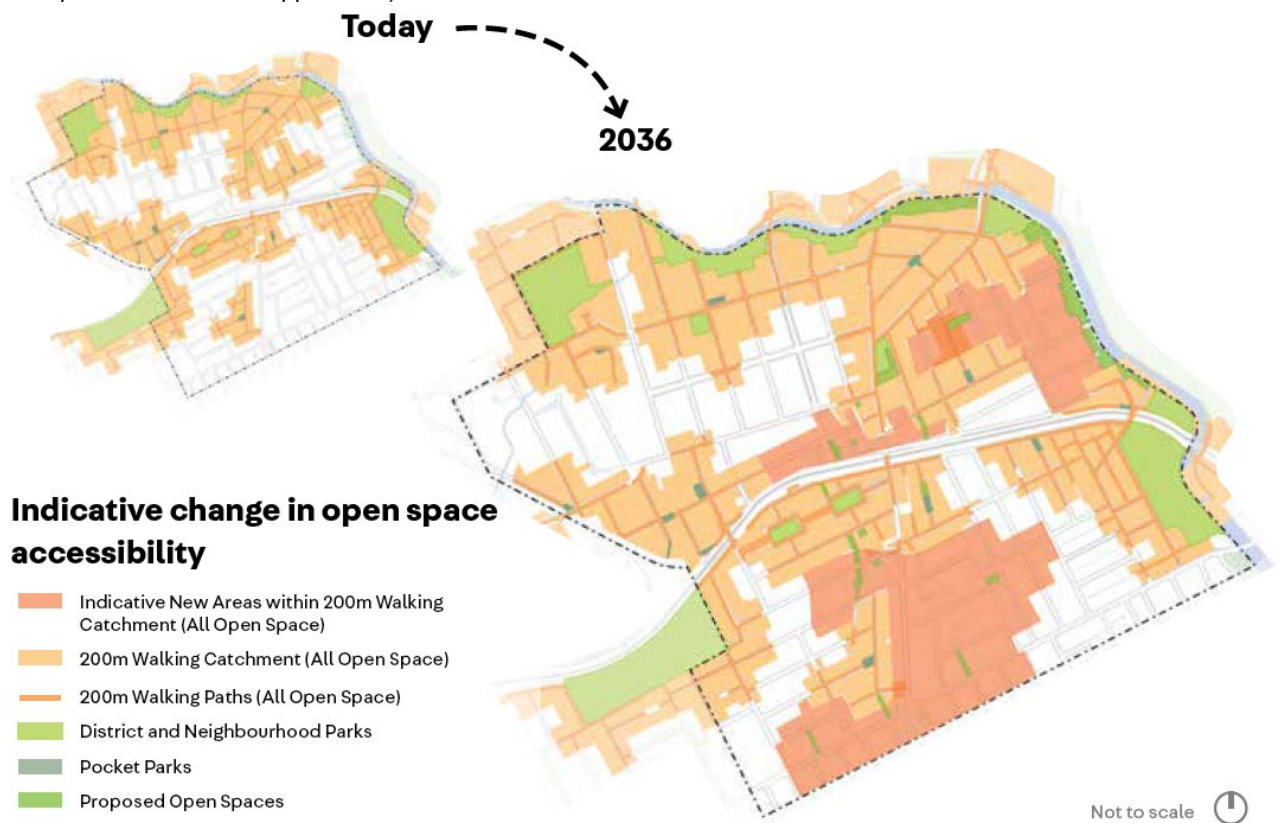 Today
2036
Indicative change in open space
accessibility
Indicative New Areas within 200m Walking
Catchment (All Open Space)
200m Walking Catchment (All Open Space)
200m Walking Paths (All Open Space)
District and Neighbourhood Parks
Pocket Parks
Proposed Open Spaces
Not to scale